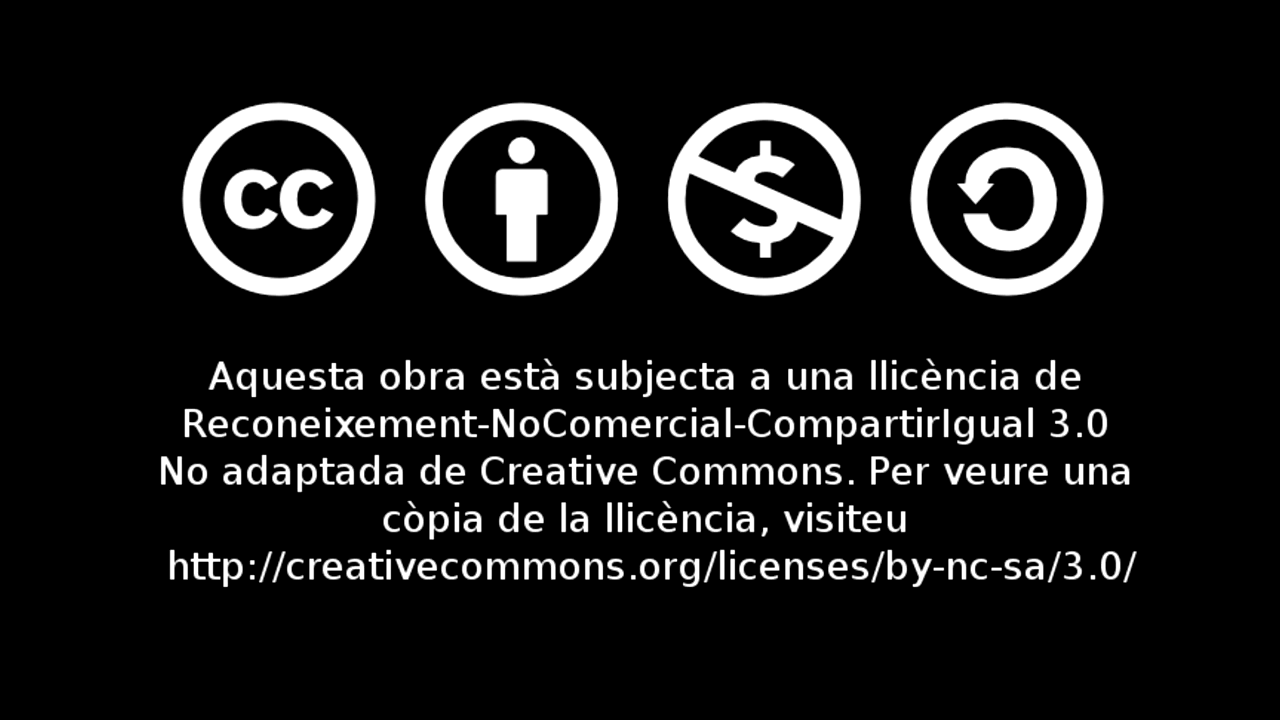 cc
$
Aquesta obra està subjecta a una llicència de
Reconeixement-NoComercial-CompartirIgual 3.0
No adaptada de Creative Commons. Per veure una
còpia de la llicència, visiteu
http://creativecommons.org/licenses/by-nc-sa/3.0/